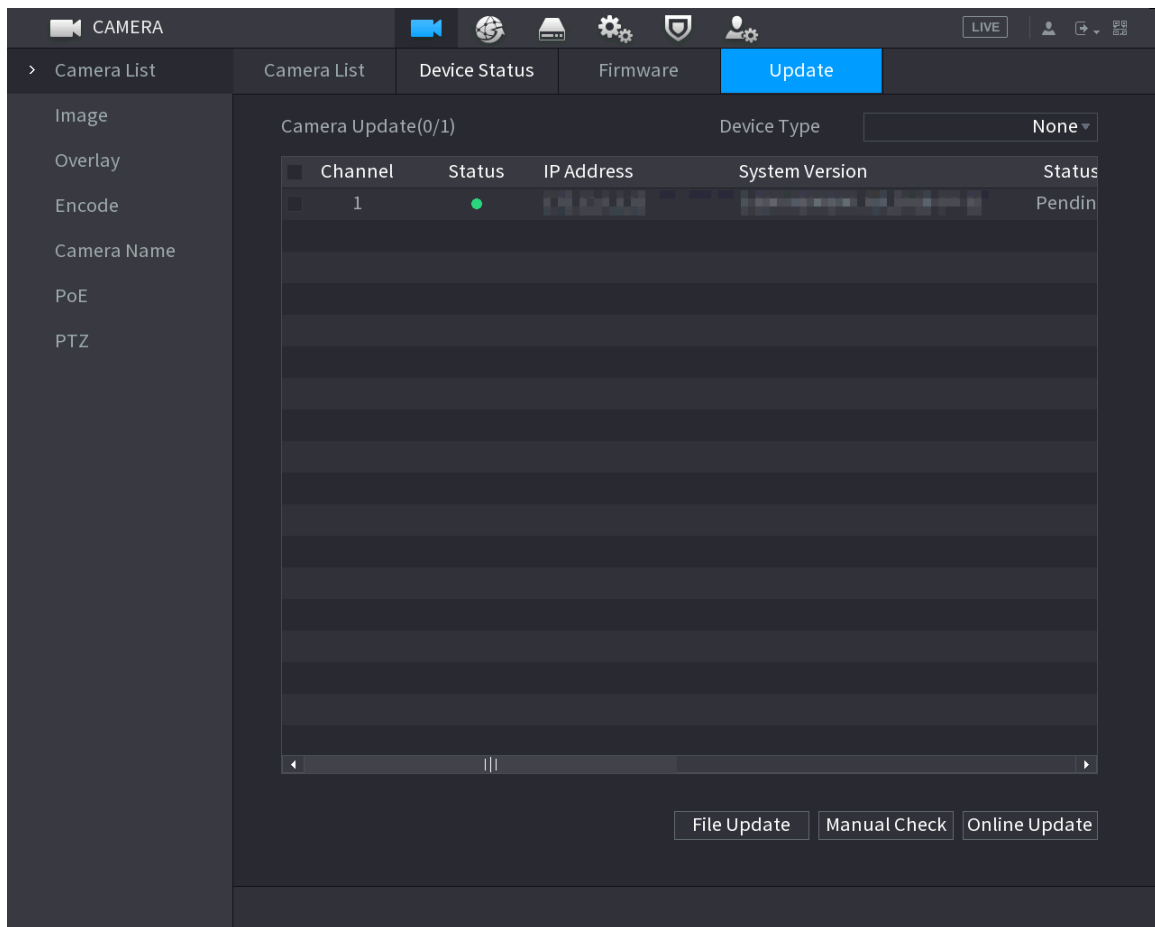 CAMERA LIVE
Camera List Camera List Device Status Firmware Update
Image
Camera Update(0/1) Device Type None
Overlay
Channel Status IP Address System Version Status
Encode
1 Pendin
Camera Name
PoE
PTZ
File Update Manual Check Online Update